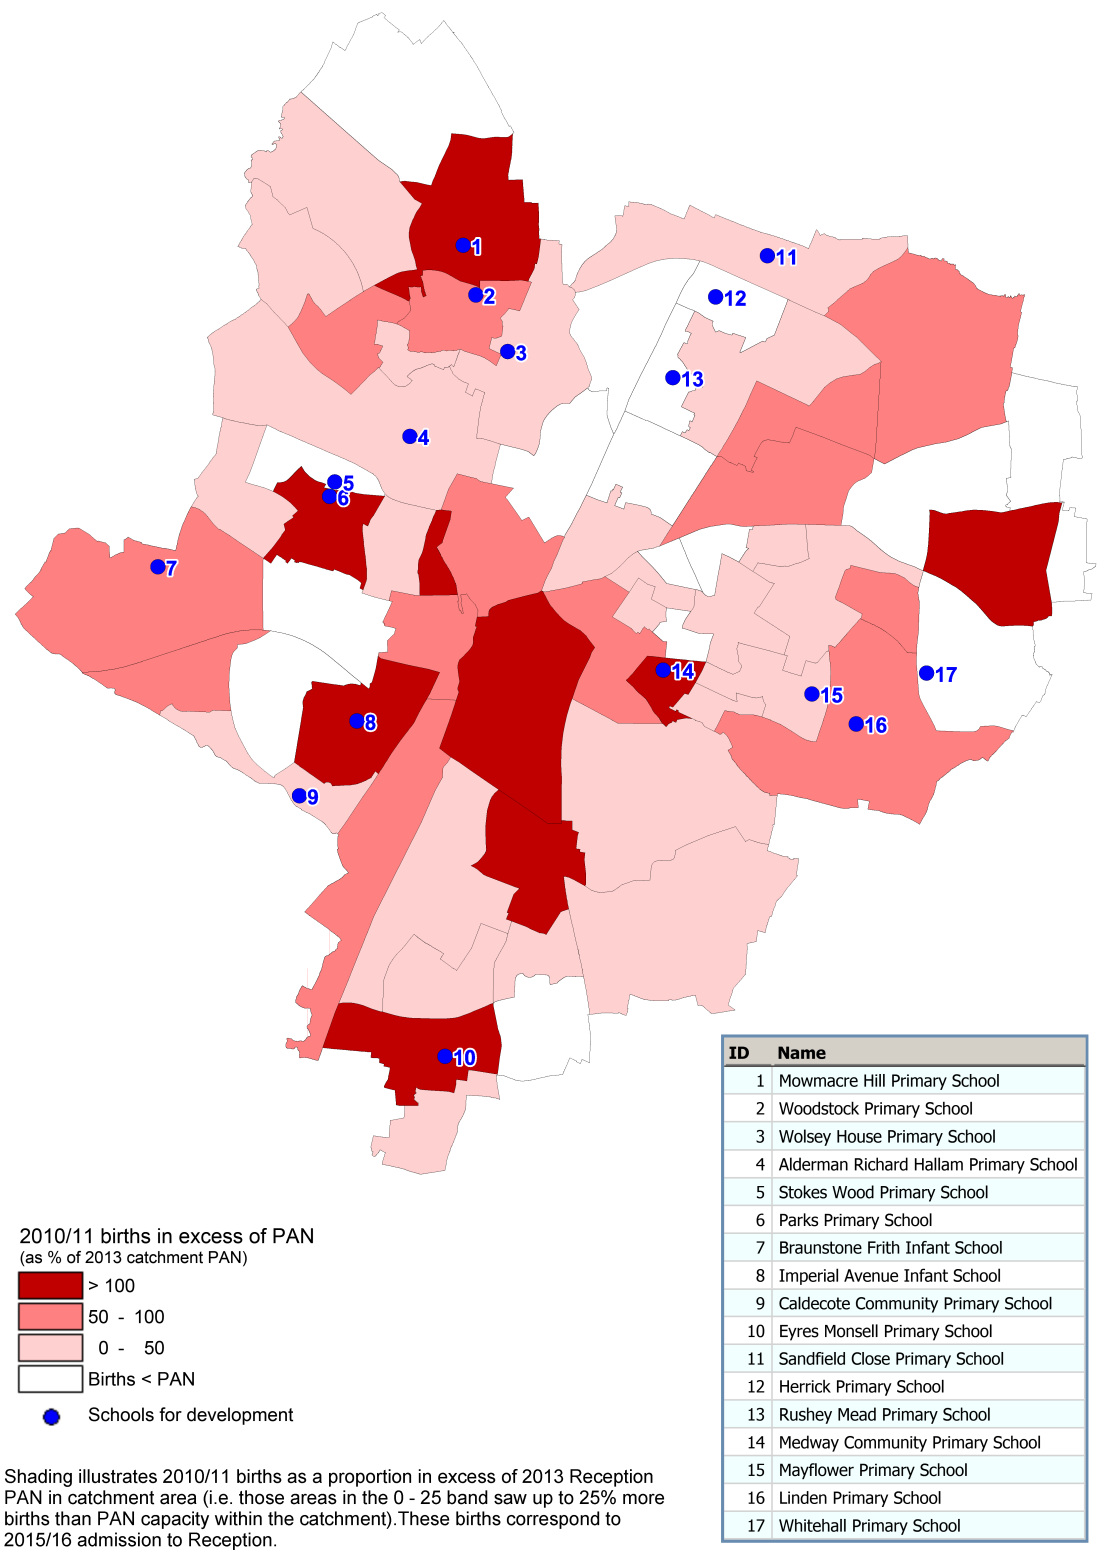 1
2
3
4
5
6
7
8
9
10
11
12
13
14
15
16
17
ID Name
1 Mowmacre Hill Primary School
2 Woodstock Primary School
3 Wolsey House Primary School
4 Alderman Richard Hallam Primary School
5 Stokes Wood Primary School
6 Parks Primary School
7 Braunstone Frith Infant School
8 Imperial Avenue Infant School
9 Caldecote Community Primary School
10 Eyres Monsell Primary School
11 Sandfield Close Primary School
12 Herrick Primary School
13 Rushey Mead Primary School
14 Medway Community Primary School
15 Mayflower Primary School
16 Linden Primary School
17 Whitehall Primary School
2010/11 births in excess of PAN
(as % of 2013 catchment PAN)
> 100
50 - 100
0 - 50
Births < PAN
Schools for development
Shading illustrates 2010/11 births as a proportion in excess of 2013 Reception
PAN in catchment area (i.e. those areas in the 0 - 25 band saw up to 25% more
births than PAN capacity within the catchment).These births correspond to
2015/16 admission to Reception.